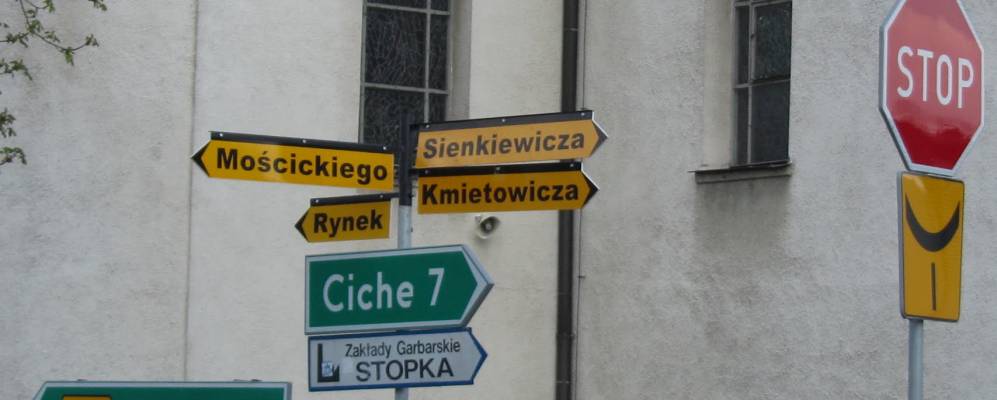 Mościckiego
Sienkiewicza
Kmietowicza
Rynek
Ciche 7
Zakłady Garbarskie
STOPKA
STOP